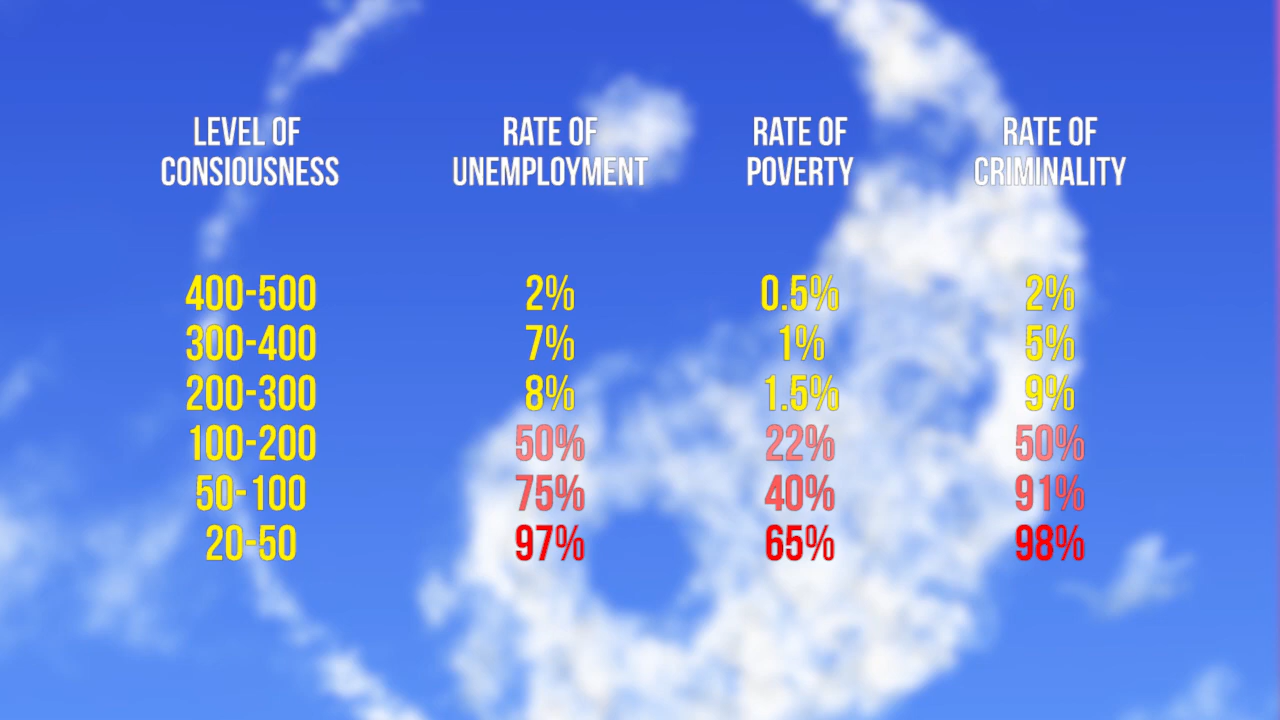 LEVEL OF RATE OF RATE OF RATE OF
CONSIOUSNESS UNEMPLOYMENT POVERTY CRIMINALITY
400-500 2% 0.5% 2%
300-400 7% 1% 5%
200-300 8% 1.5% 9%
100-200 50% 22% 50%
50-100 75% 40% 91%
20-50 97% 65% 98%